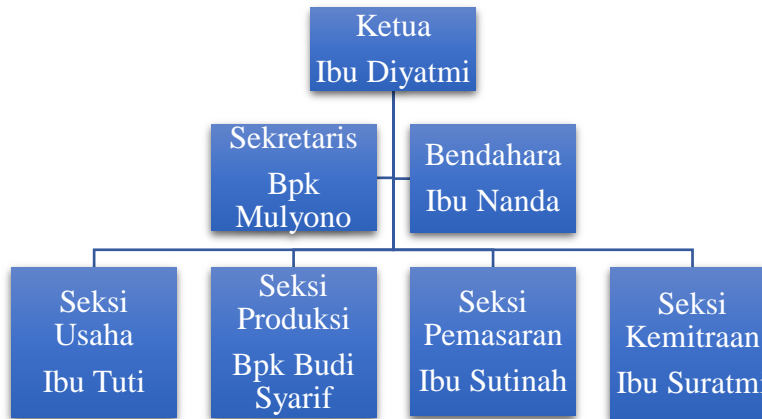 Ketua
Ibu Diyatmi
Sekretaris
Bpk
Mulyono
Bendahara
Ibu Nanda
Seksi
Usaha
Ibu Tuti
Seksi
Produksi
Bpk Budi
Syarif
Seksi
Pemasaran
Ibu Sutinah
Seksi
Kemitraan
Ibu Suratmi